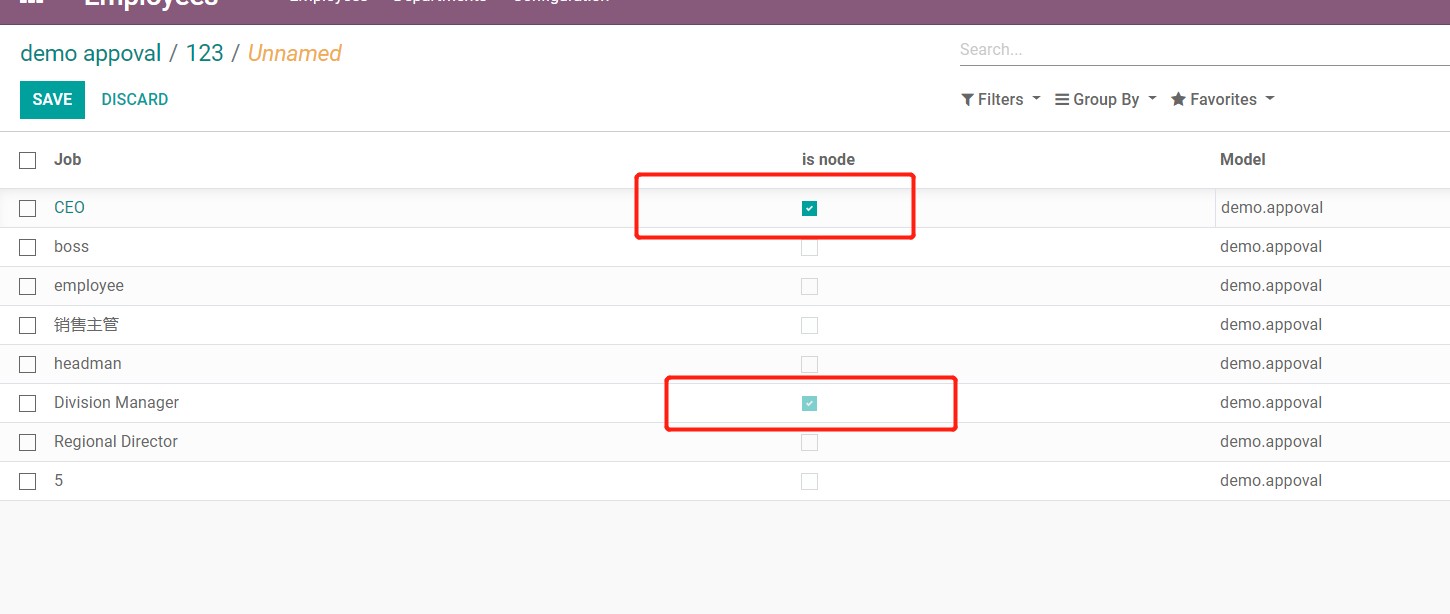 Employees Employees Departments Configuration
demo appoval / 123 / Unnamed
Search...
SAVE DISCARD
Filters Group By Favorites
Job is node Model
CEO demo.appoval
boss demo.appoval
employee demo.appoval
销售主管 demo.appoval
headman demo.appoval
Division Manager demo.appoval
Regional Director demo.appoval
5 demo.appoval